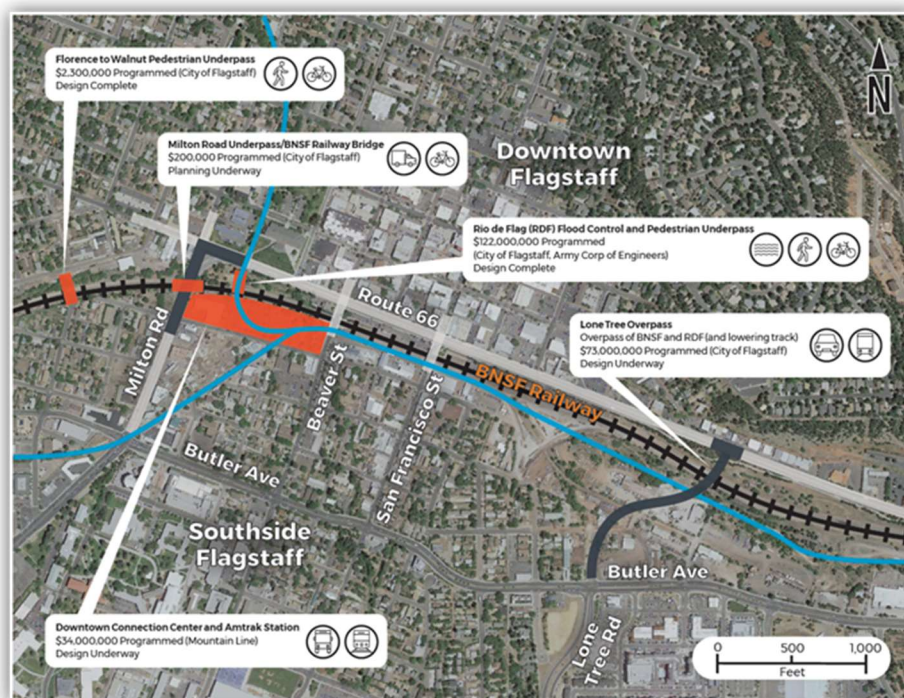 Florence to Walnut Pedestrian Underpass
$2,300,000 Programmed (City of Flagstaff)
Design Complete
N
Milton Road Underpass/BNSF Railway Bridge
$200,000 Programmed (City of Flagstaff)
Planning Underway
Downtown
Flagstaff
Rio de Flag (RDF) Flood Control and Pedestrian Underpass
$122,000,000 Programmed
(City of Flagstaff, Army Corp of Engineers)
Design Complete
Route 66
Lone Tree Overpass
Overpass of BNSF and RDF (and lowering track)
$73,000,000 Programmed (City of Flagstaff)
Design Underway
Milton Rd
Beaver St
San Francisco St
BNSF Railway
Butler Ave
Southside
Flagstaff
Butler Ave
Lone
Tree Rd
Downtown Connection Center and Amtrak Station
$34,000,000 Programmed (Mountain Line)
Design Underway
0 500 1,000
Feet